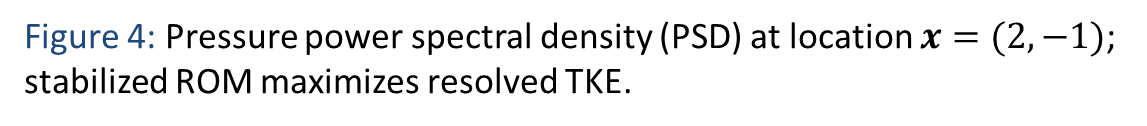 Figure 4: Pressure power spectral density (PSD) at location x = (2, −1);
stabilized ROM maximizes resolved TKE.